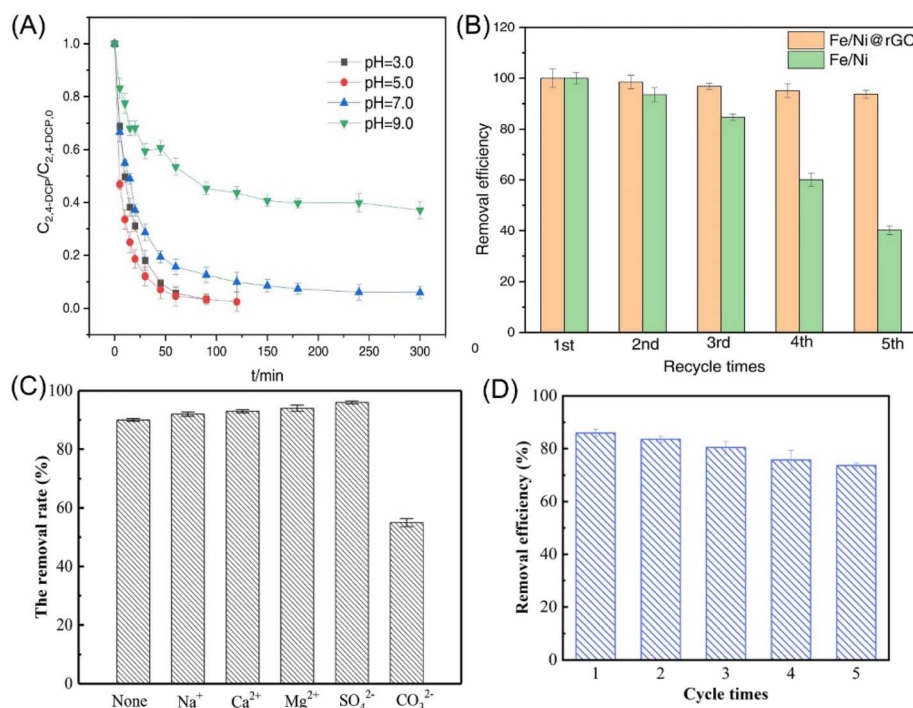 (A)
C2,4-DCP/C2,4-DCP,0
1.0
0.8
0.6
0.4
0.2
0.0
pH=3.0
pH=5.0
pH=7.0
pH=9.0
0 50 100 150 200 250 300
t/min
(B)
Removal efficiency
120
100
80
60
40
20
0
Fe/Ni@rGO
Fe/Ni
1st 2nd 3rd 4th 5th
Recycle times
(C)
The removal rate (%)
100
80
60
40
20
0
None Na⁺ Ca²⁺ Mg²⁺ SO₄²⁻ CO₃²⁻
(D)
Removal efficiency (%)
100
80
60
40
20
0
1 2 3 4 5
Cycle times